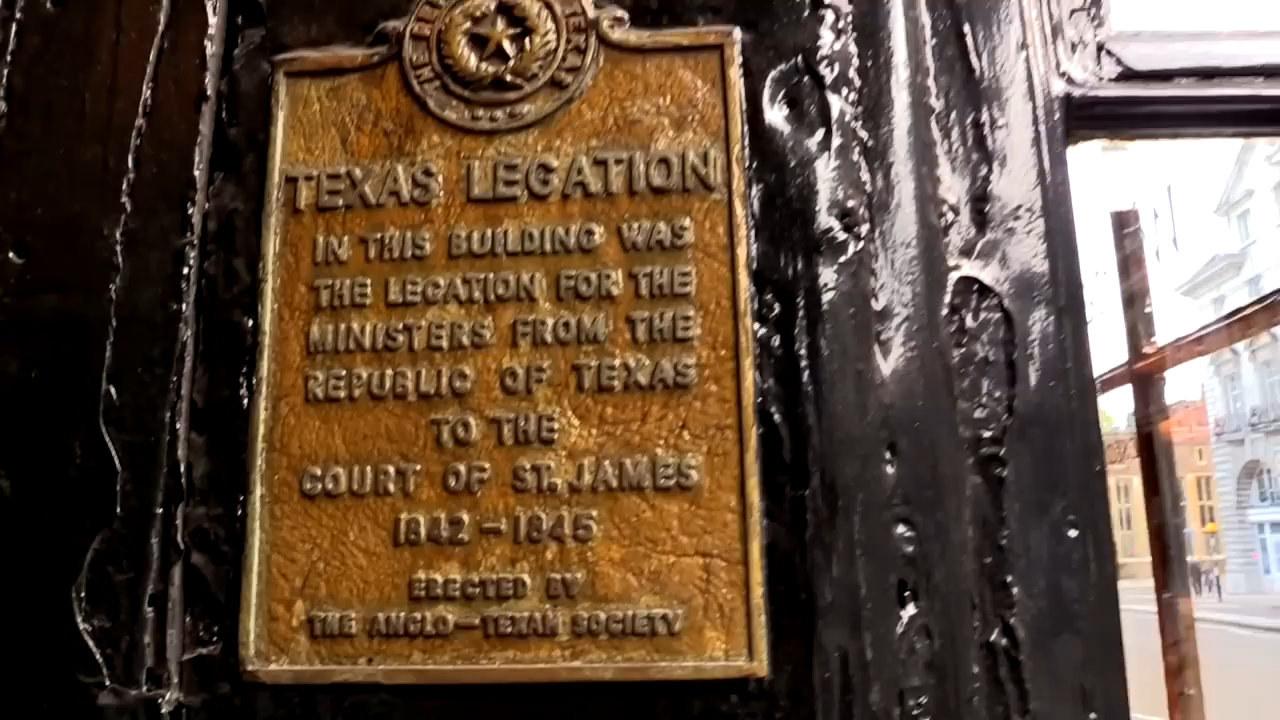 TEXAS
TEXAS LEGATION
IN THIS BUILDING WAS
THE LEGATION FOR THE
MINISTERS FROM THE
REPUBLIC OF TEXAS
TO THE
COURT OF ST. JAMES
1842 - 1845
ERECTED BY
THE ANGLO-TEXAN SOCIETY